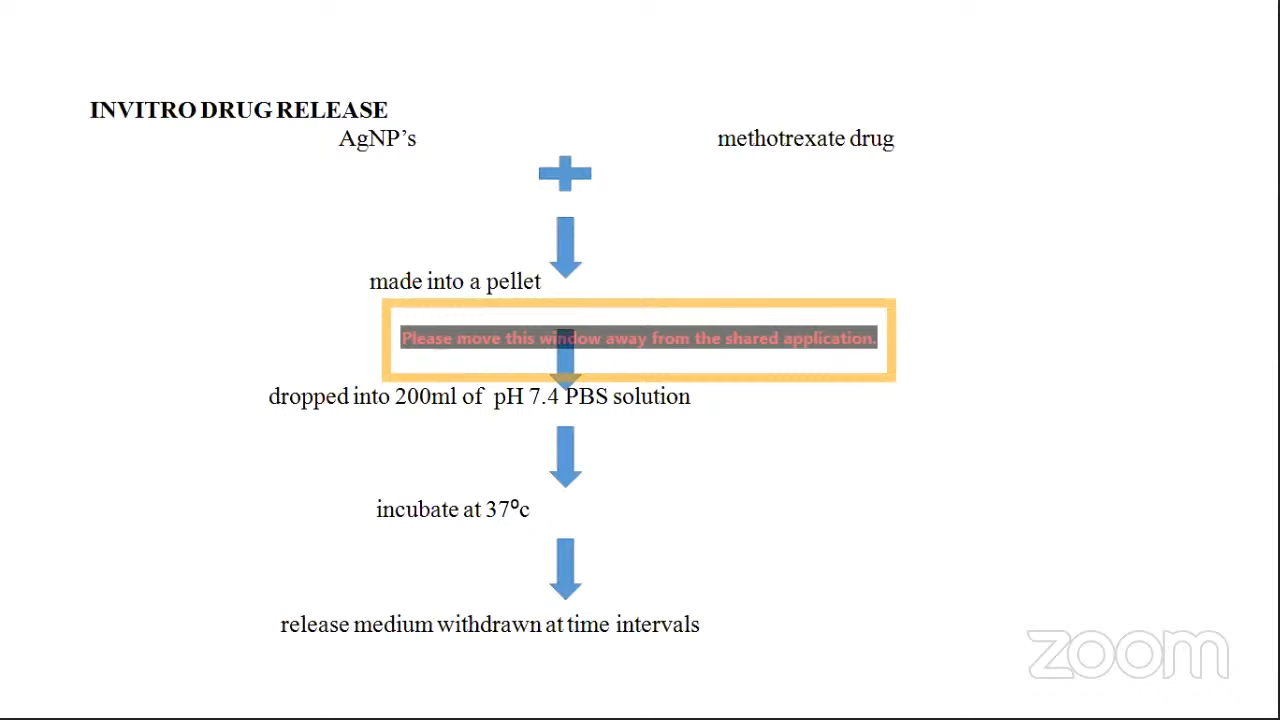 INVITRO DRUG RELEASE
AgNP’s methotrexate drug
made into a pellet
Please move this window away from the shared application.
dropped into 200ml of pH 7.4 PBS solution
incubate at 37⁰c
release medium withdrawn at time intervals
zoom